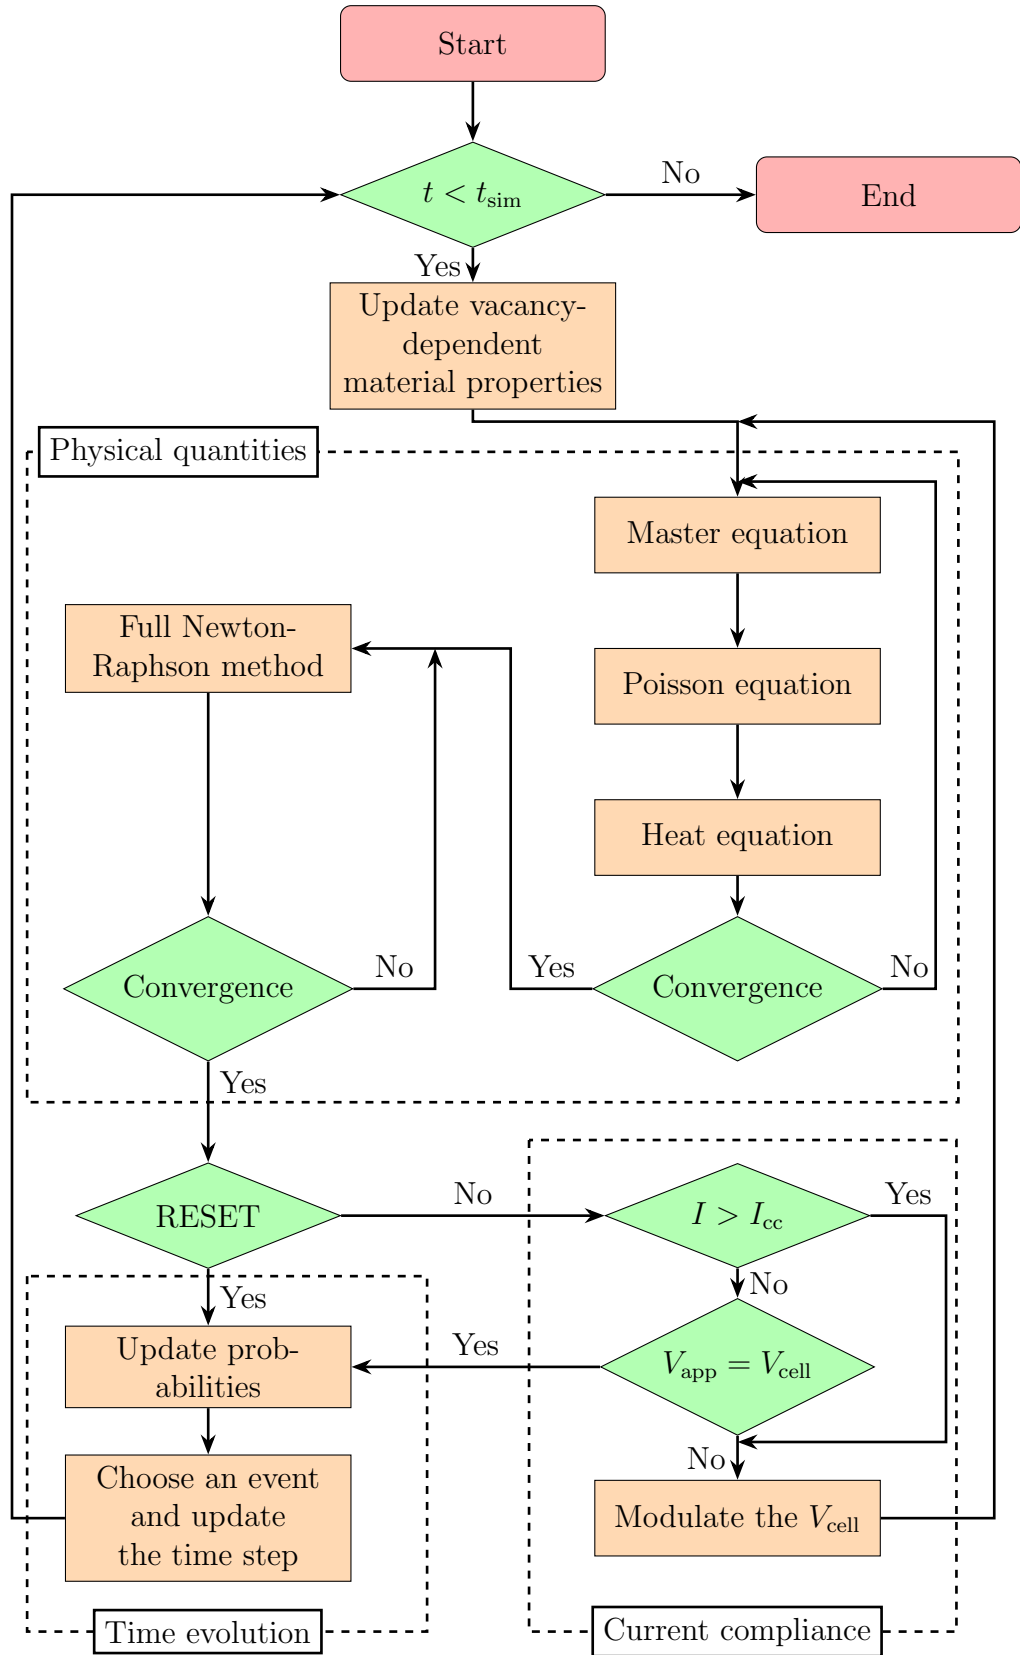 Start
t < t_sim
No
End
Yes
Update vacancy-
dependent
material properties
Physical quantities
Master equation
Full Newton-
Raphson method
Poisson equation
Heat equation
Convergence
No
Yes
Convergence
No
Yes
RESET
No
I > I_cc
Yes
Yes
No
Update prob-
abilities
Yes
V_app = V_cell
No
Choose an event
and update
the time step
Modulate the V_cell
Time evolution
Current compliance